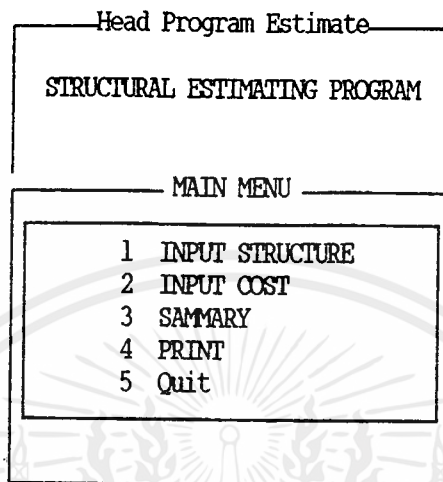 Head Program Estimate
STRUCTURAL ESTIMATING PROGRAM
MAIN MENU
1 INPUT STRUCTURE
2 INPUT COST
3 SAMMARY
4 PRINT
5 Quit